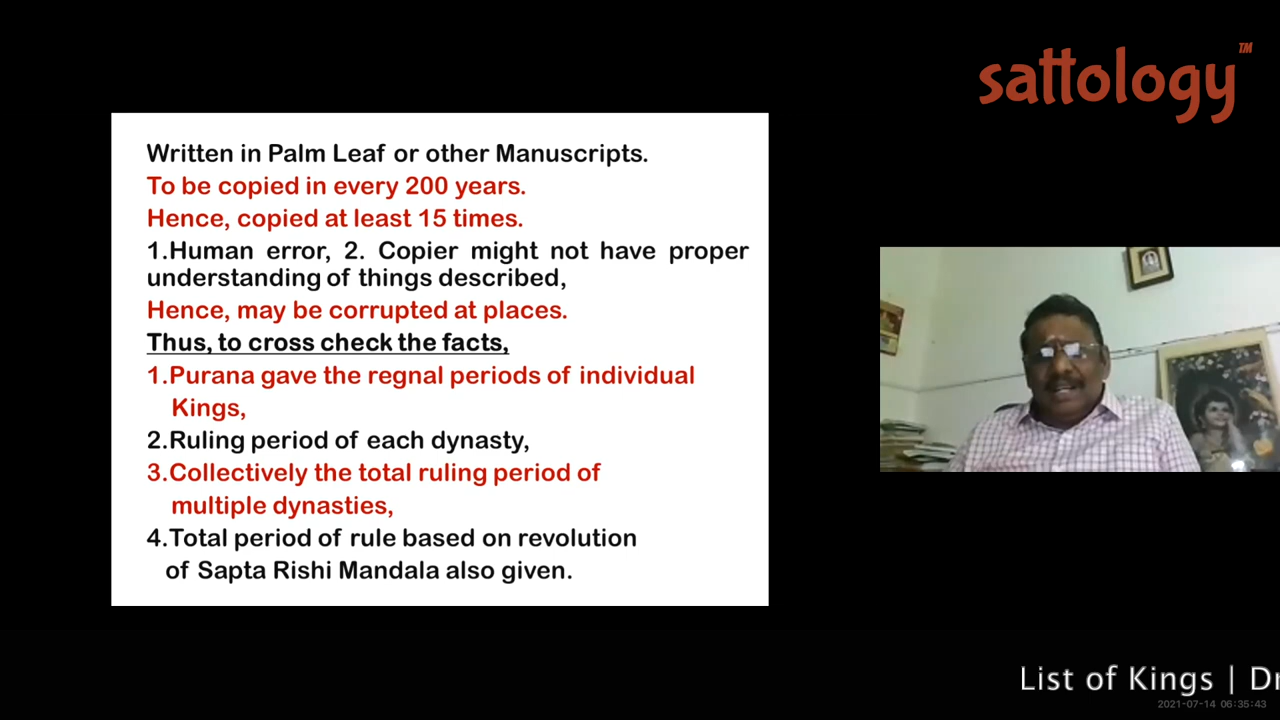 sattology™
Written in Palm Leaf or other Manuscripts.
To be copied in every 200 years.
Hence, copied at least 15 times.
1.Human error, 2. Copier might not have proper
understanding of things described,
Hence, may be corrupted at places.
Thus, to cross check the facts,
1.Purana gave the regnal periods of individual
Kings,
2.Ruling period of each dynasty,
3.Collectively the total ruling period of
multiple dynasties,
4.Total period of rule based on revolution
of Sapta Rishi Mandala also given.
List of Kings | Dr
2021-07-14 06:35:43